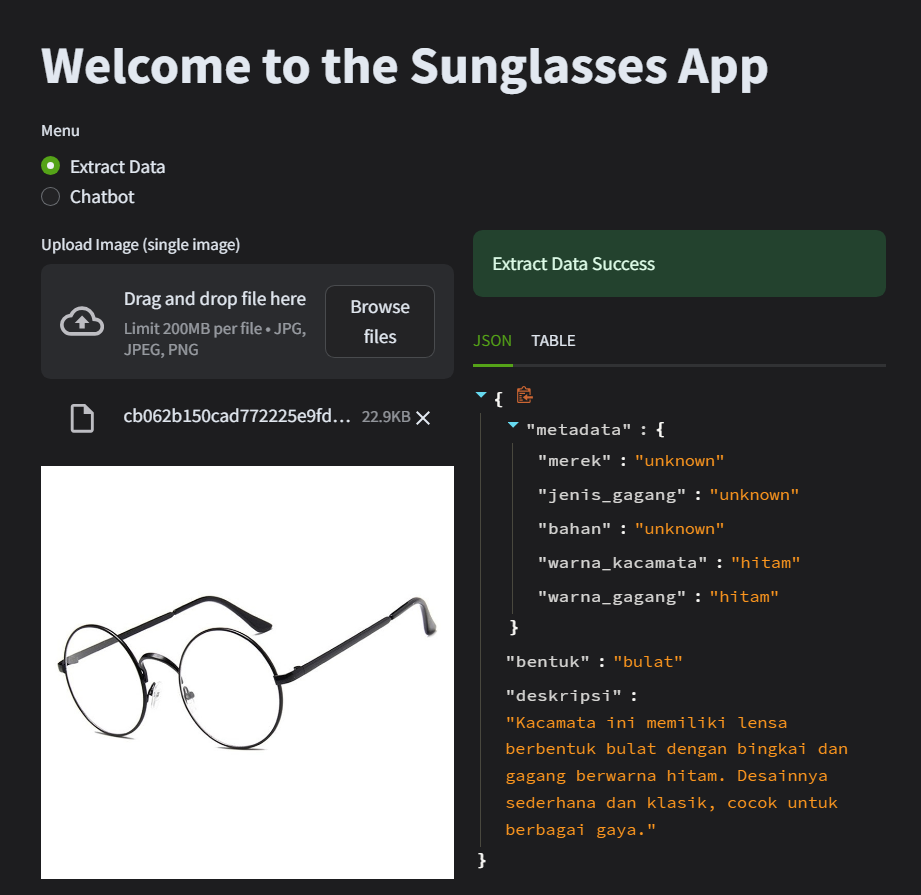 Welcome to the Sunglasses App
Menu
Extract Data
Chatbot
Upload Image (single image)
Drag and drop file here
Limit 200MB per file • JPG,
JPEG, PNG
Browse
files
cb062b150cad772225e9fd...
22.9KB
Extract Data Success
JSON TABLE
{
"metadata" : {
"merek" : "unknown"
"jenis_gagang" : "unknown"
"bahan" : "unknown"
"warna_kacamata" : "hitam"
"warna_gagang" : "hitam"
}
"bentuk" : "bulat"
"deskripsi" :
"Kacamata ini memiliki lensa
berbentuk bulat dengan bingkai dan
gagang berwarna hitam. Desainnya
sederhana dan klasik, cocok untuk
berbagai gaya."
}